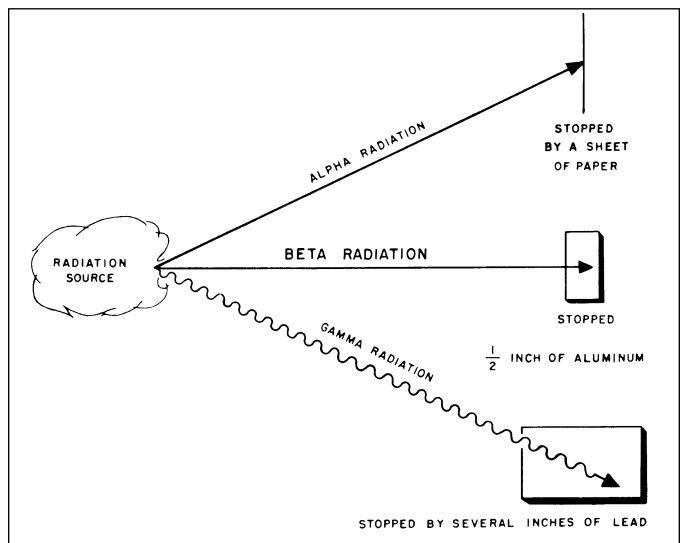 ALPHA RADIATION
STOPPED
BY A SHEET
OF PAPER
RADIATION
SOURCE
BETA RADIATION
STOPPED
1/2 INCH OF ALUMINUM
GAMMA RADIATION
STOPPED BY SEVERAL INCHES OF LEAD